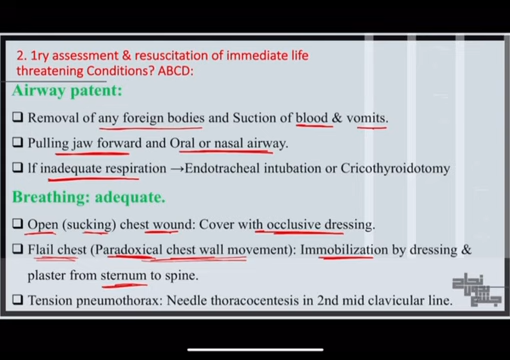 2. 1ry assessment & resuscitation of immediate life
threatening Conditions? ABCD:
Airway patent:
❑ Removal of any foreign bodies and Suction of blood & vomits.
❑ Pulling jaw forward and Oral or nasal airway.
❑ If inadequate respiration →Endotracheal intubation or Cricothyroidotomy
Breathing: adequate.
❑ Open (sucking) chest wound: Cover with occlusive dressing.
❑ Flail chest (Paradoxical chest wall movement): Immobilization by dressing &
plaster from sternum to spine.
❑ Tension pneumothorax: Needle thoracocentesis in 2nd mid clavicular line.